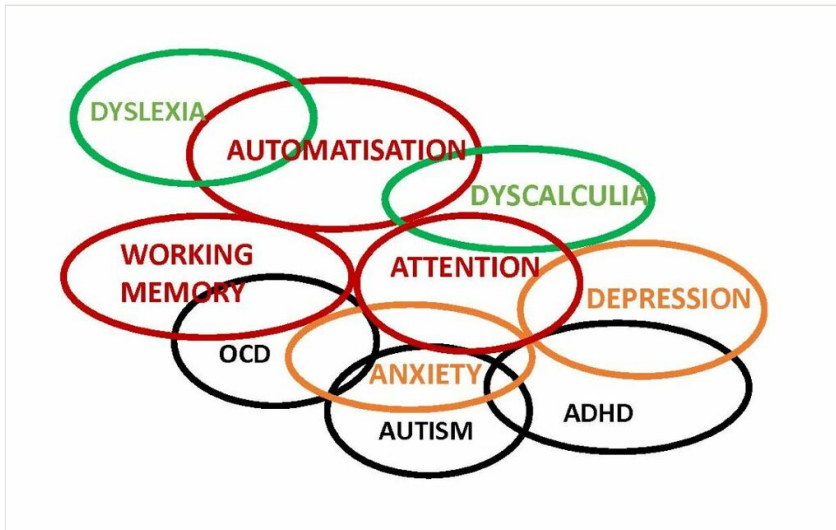 DYSLEXIA
AUTOMATISATION
DYSCALCULIA
WORKING
MEMORY
ATTENTION
DEPRESSION
OCD
ANXIETY
AUTISM
ADHD